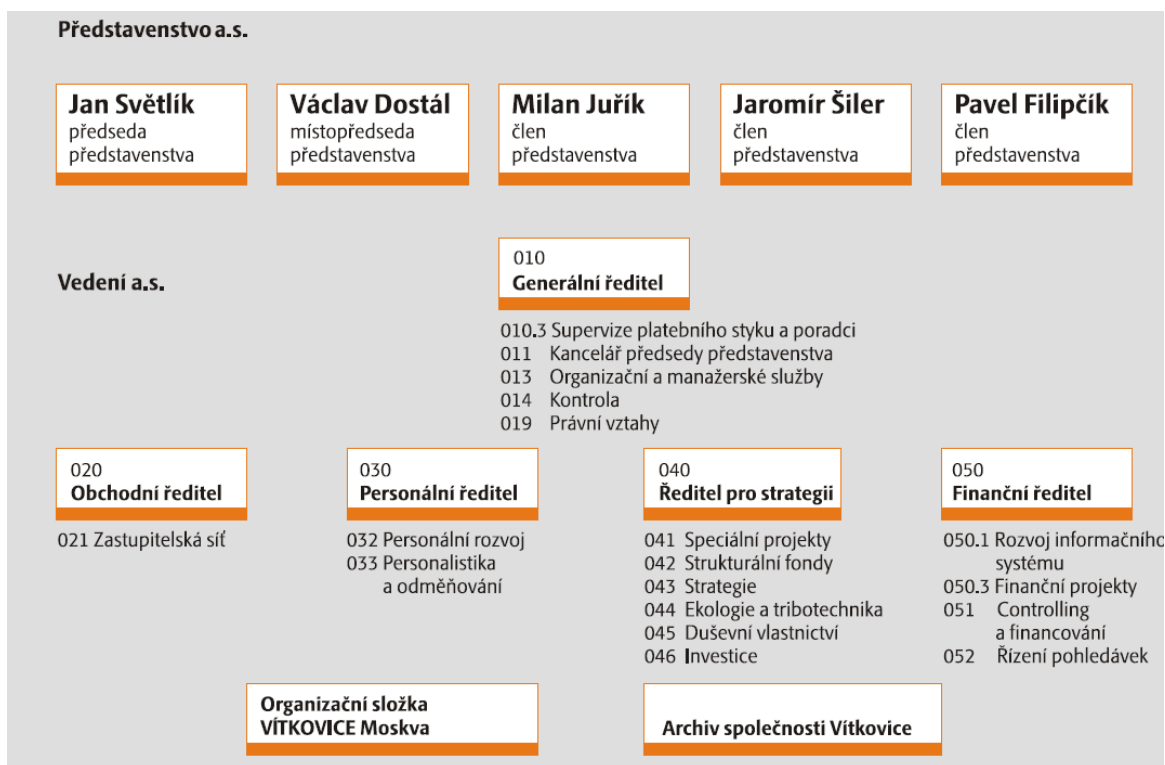 Představenstvo a.s.
Jan Světlík
předseda
představenstva
Václav Dostál
místopředseda
představenstva
Milan Juřík
člen
představenstva
Jaromír Šiler
člen
představenstva
Pavel Filipčík
člen
představenstva
Vedení a.s.
010
Generální ředitel
010.3 Supervize platebního styku a poradci
011 Kancelář předsedy představenstva
013 Organizační a manažerské služby
014 Kontrola
019 Právní vztahy
020
Obchodní ředitel
021 Zastupitelská síť
030
Personální ředitel
032 Personální rozvoj
033 Personalistika
a odměňování
040
Ředitel pro strategii
041 Speciální projekty
042 Strukturální fondy
043 Strategie
044 Ekologie a tribotechnika
045 Duševní vlastnictví
046 Investice
050
Finanční ředitel
050.1 Rozvoj informačního
systému
050.3 Finanční projekty
051 Controlling
a financování
052 Řízení pohledávek
Organizační složka
VÍTKOVICE Moskva
Archiv společnosti Vítkovice